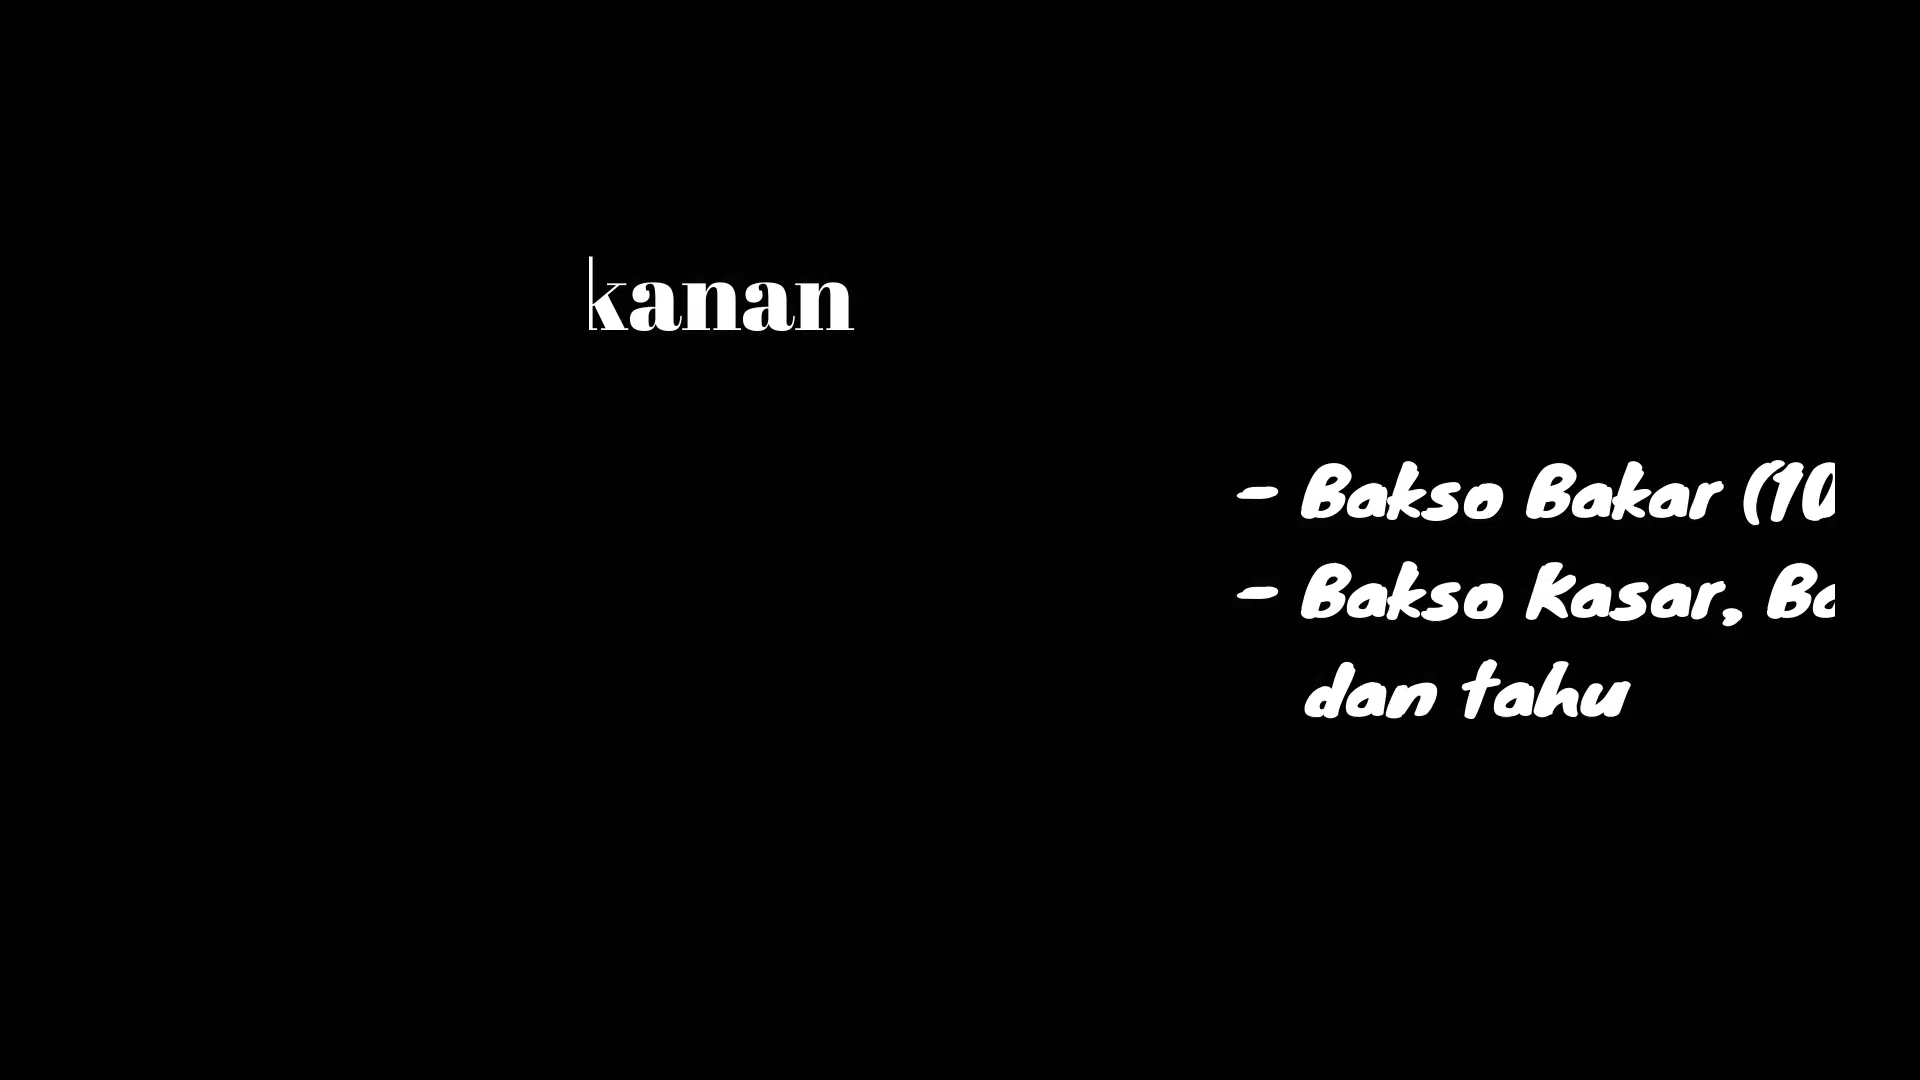 kanan
- Bakso Bakar (10
- Bakso Kasar, Ba
dan tahu